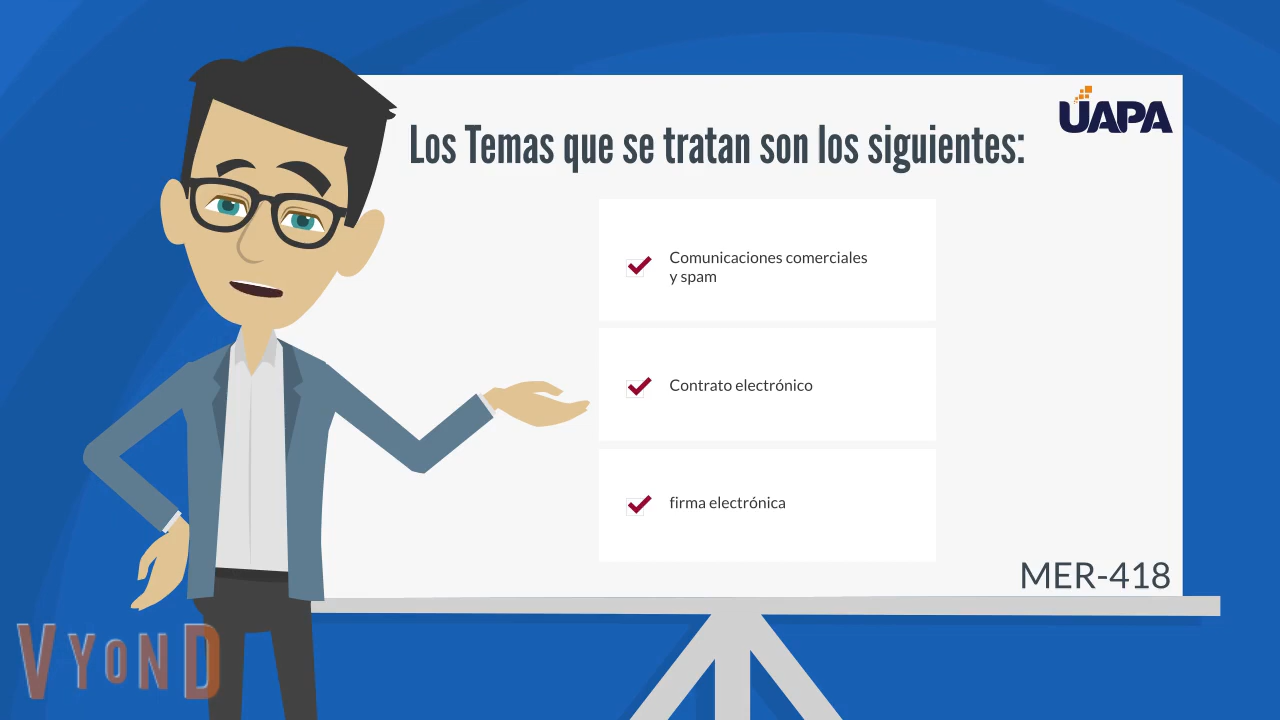 UAPA
Los Temas que se tratan son los siguientes:
Comunicaciones comerciales
y spam
Contrato electrónico
firma electrónica
MER-418
VYOND